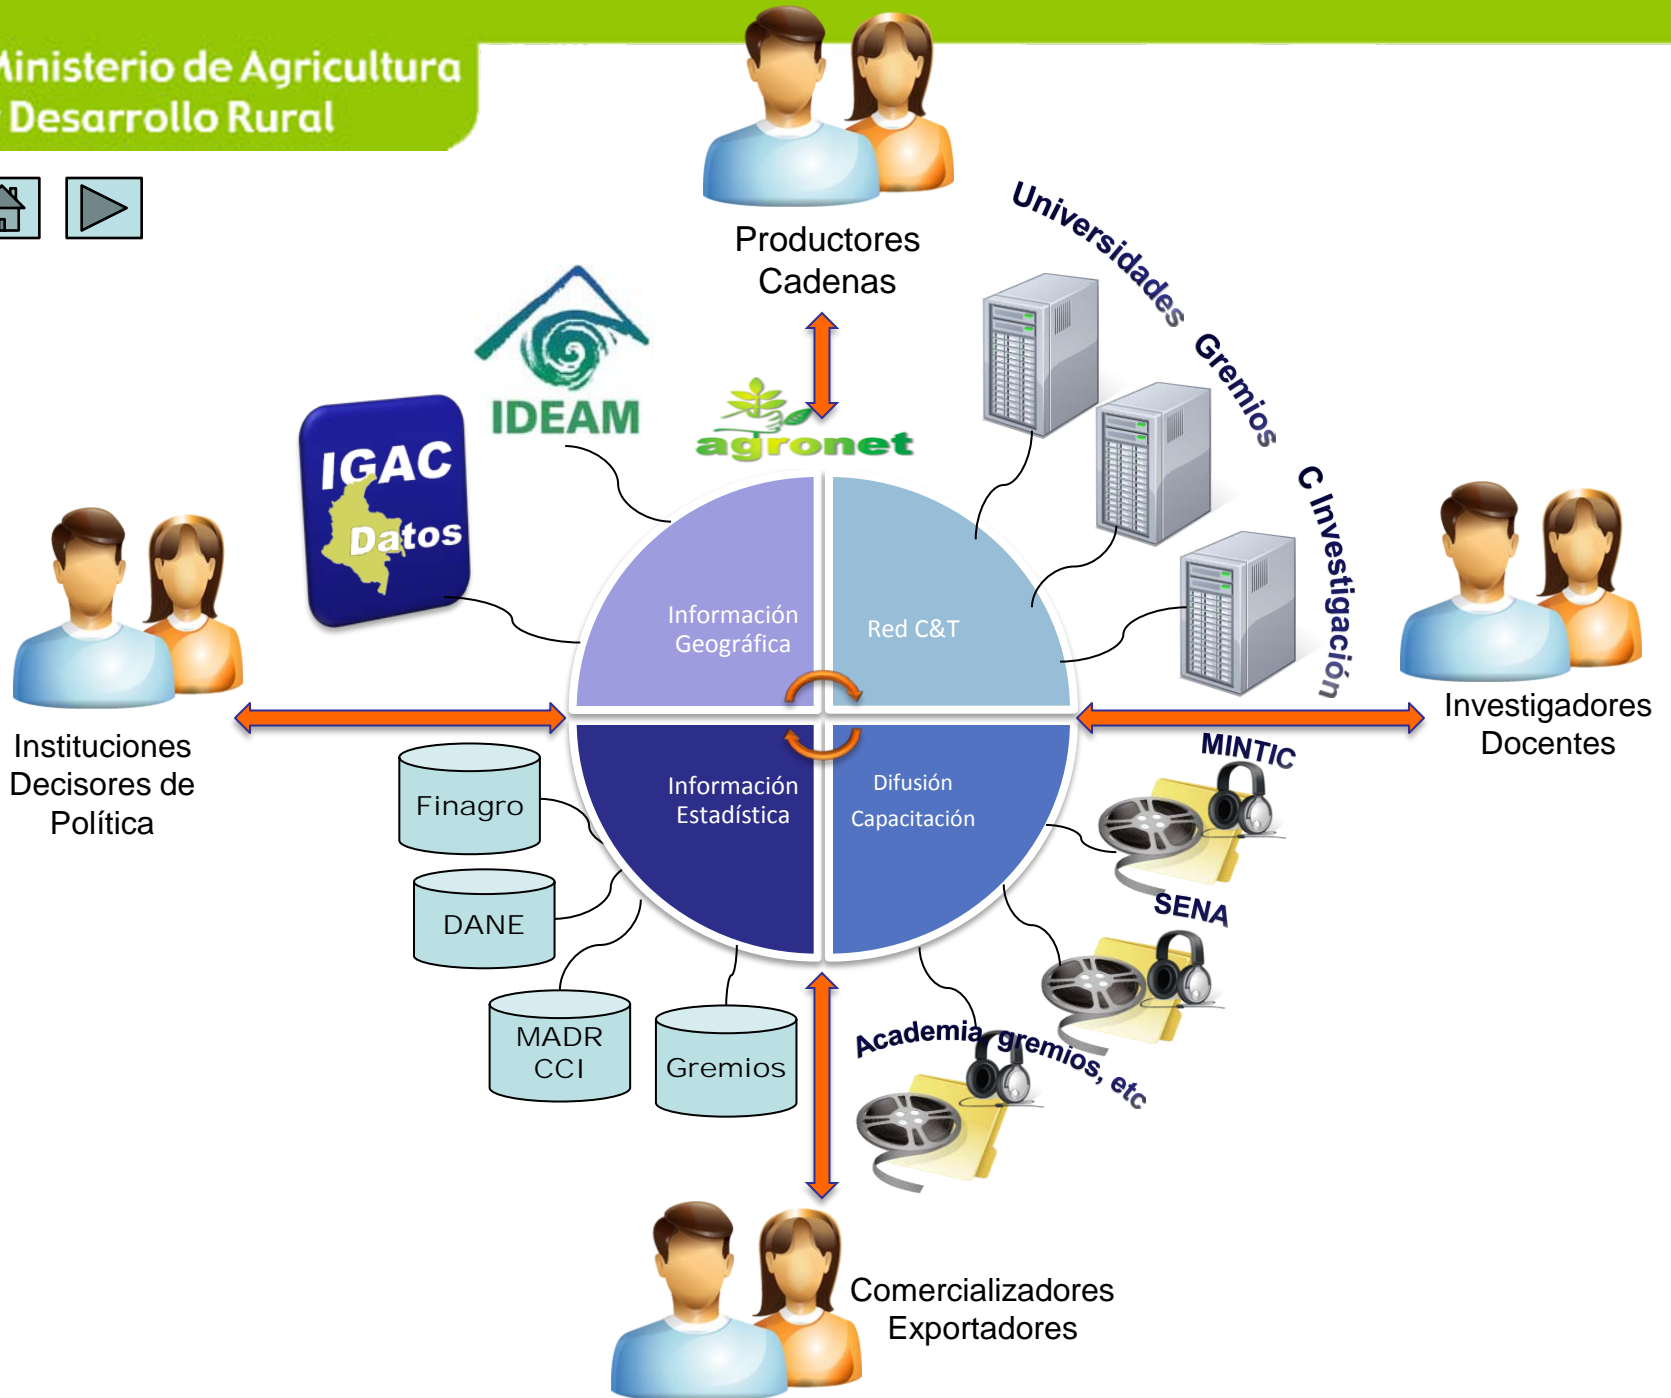 Ministerio de Agricultura
Desarrollo Rural
Productores
Cadenas
Universidades Gremios C Investigación
IDEAM
agronet
IGAC
Datos
Información
Geográfica
Red C&T
Investigadores
Docentes
Instituciones
Decisores de
Política
Información
Estadística
Difusión
Capacitación
MINTIC
Finagro
DANE
SENA
MADR
CCI
Gremios
Academia, gremios, etc
Comercializadores
Exportadores